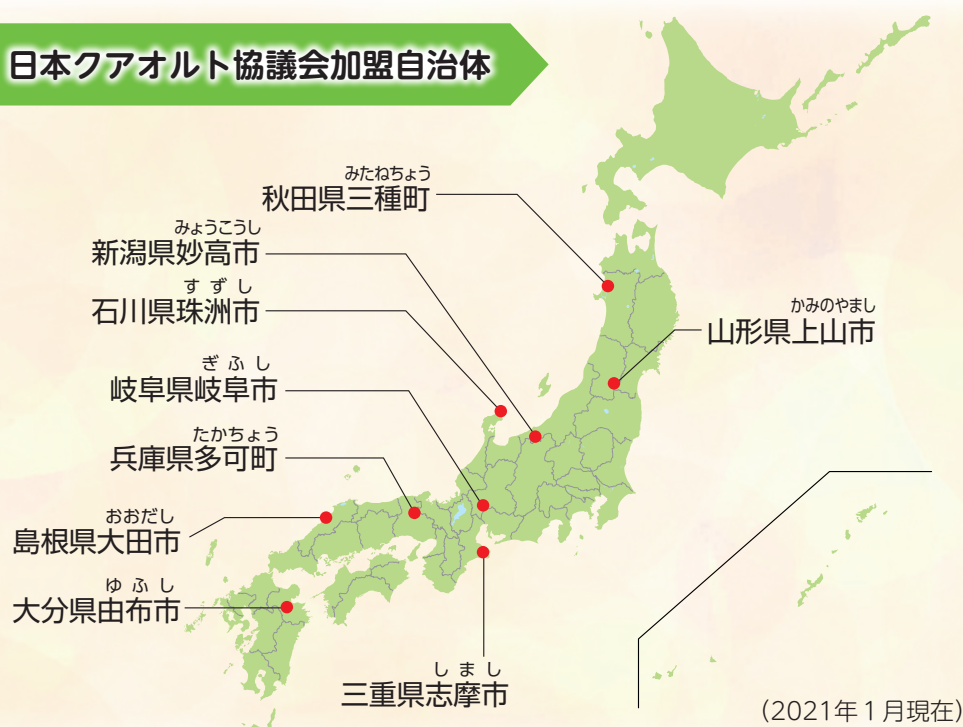 日本クアオルト協議会加盟自治体
みたねちょう
秋田県三種町
みょうこうし
新潟県妙高市
すずし
石川県珠洲市
かみのやまし
山形県上山市
ぎふし
岐阜県岐阜市
たかちょう
兵庫県多可町
おおだし
島根県大田市
ゆふし
大分県由布市
しまし
三重県志摩市
(2021年1月現在)